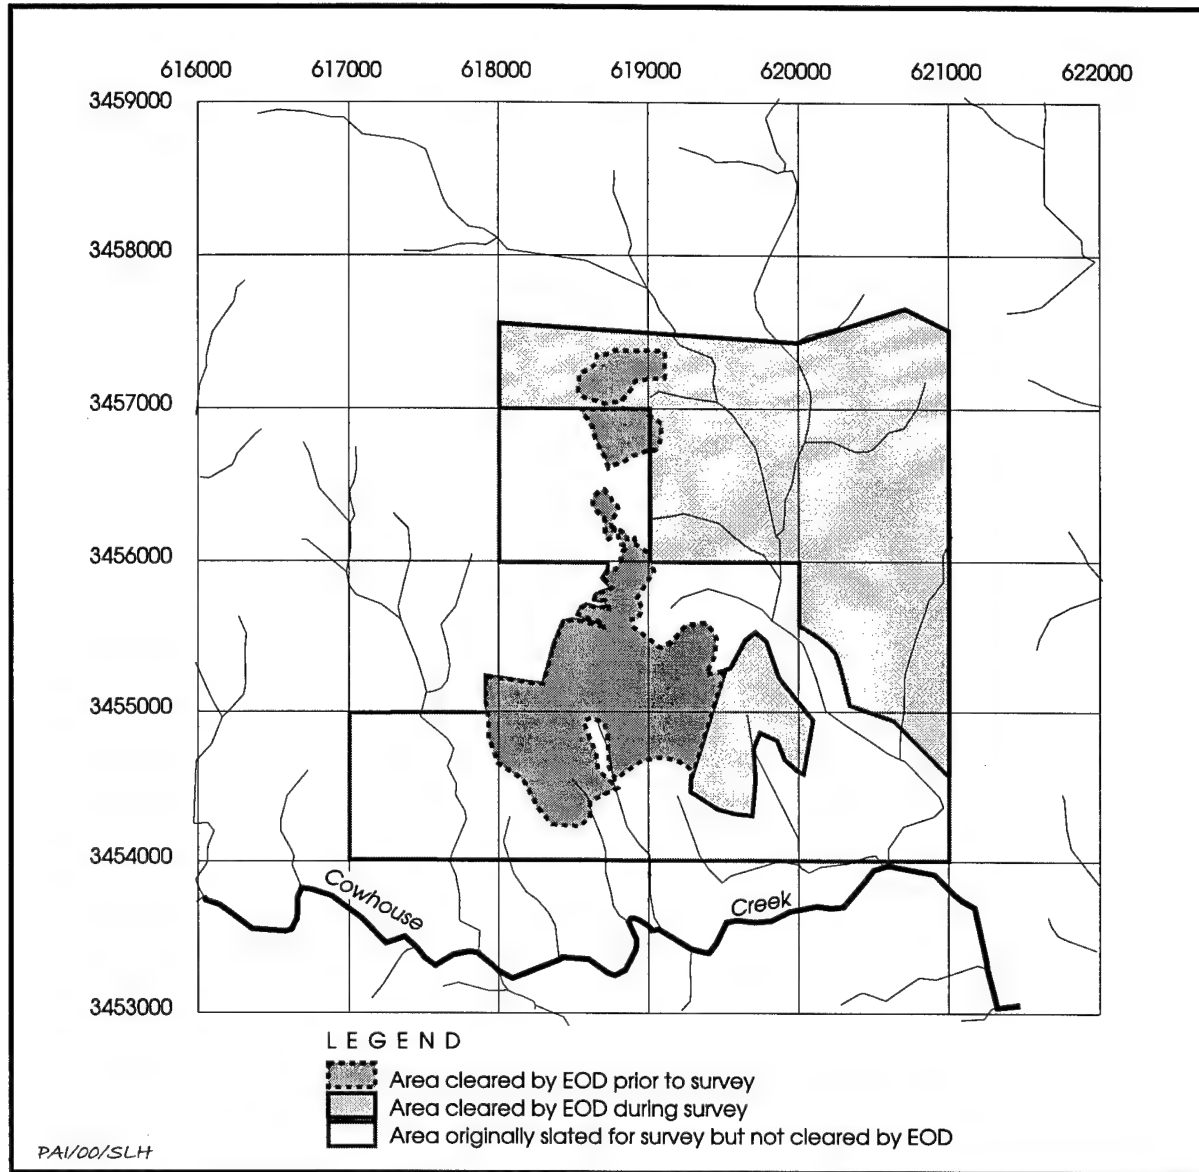 616000 617000 618000 619000 620000 621000 622000
3459000
3458000
3457000
3456000
3455000
3454000
Cowhouse Creek
3453000
LEGEND
Area cleared by EOD prior to survey
Area cleared by EOD during survey
Area originally slated for survey but not cleared by EOD
PAI/00/SLH